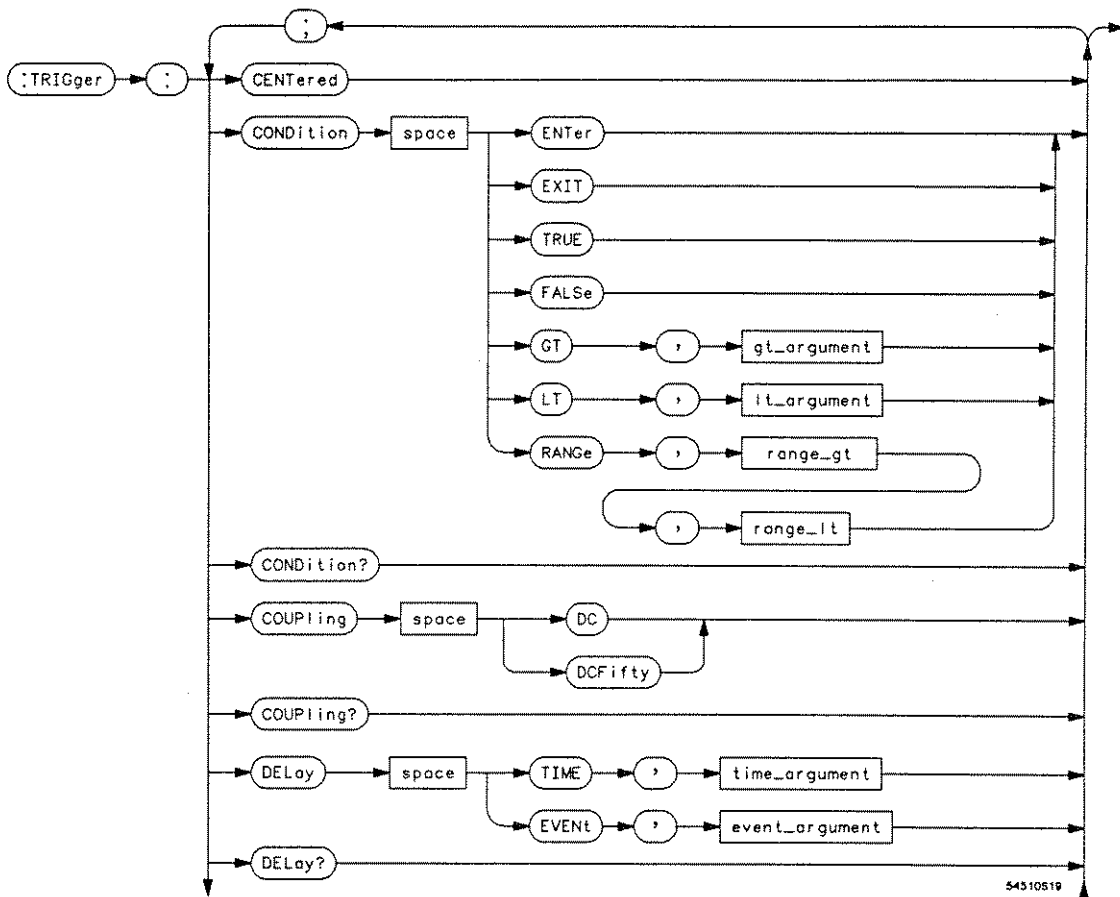 ;
:TRIGger : CENTered
CONDition space ENTer
EXIT
TRUE
FALSe
GT , gt_argument
LT , lt_argument
RANGe , range_gt
, range_lt
CONDition?
COUPling space DC
DCFifty
COUPling?
DELay space TIME , time_argument
EVENt , event_argument
DELay?
54510S19